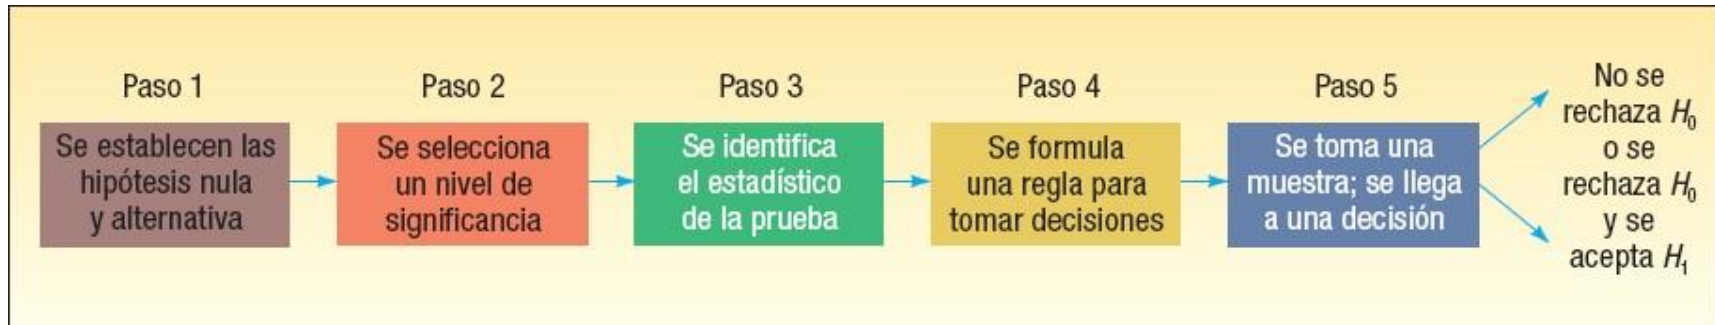 Paso 1
Se establecen las
hipótesis nula
y alternativa
Paso 2
Se selecciona
un nivel de
significancia
Paso 3
Se identifica
el estadístico
de la prueba
Paso 4
Se formula
una regla para
tomar decisiones
Paso 5
Se toma una
muestra; se llega
a una decisión
No se
rechaza H₀
o se
rechaza H₀
y se
acepta H₁